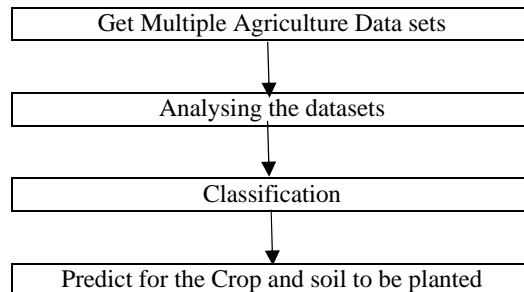 Get Multiple Agriculture Data sets
Analysing the datasets
Classification
Predict for the Crop and soil to be planted